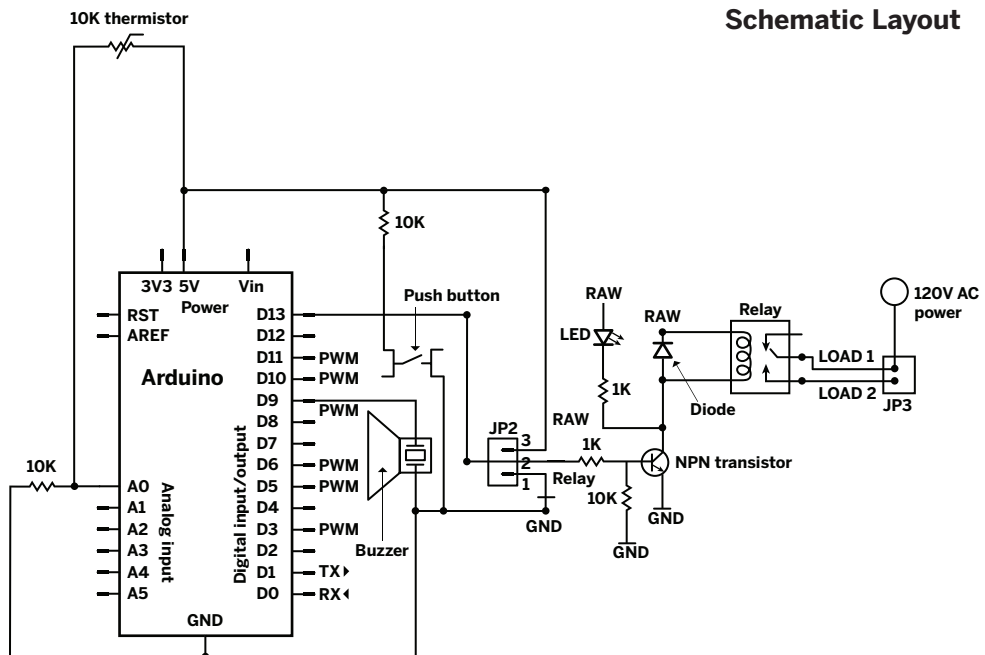 Schematic Layout
10K thermistor
10K
3V3 5V
Vin
Power
Push button
RAW
Relay
120V AC
power
RST
AREF
D13
D12
D11 PWM
D10 PWM
D9
PWM
D8
D7
D6 PWM
D5 PWM
D4
D3 PWM
D2
D1 TX
D0 RX
Arduino
LED
RAW
1K
RAW
Diode
LOAD 1
LOAD 2
JP3
JP2
3
2
1
1K
Relay
NPN transistor
10K
GND
GND
GND
10K
A0
A1
A2
A3
A4
A5
Analog input
Digital input/output
Buzzer
GND